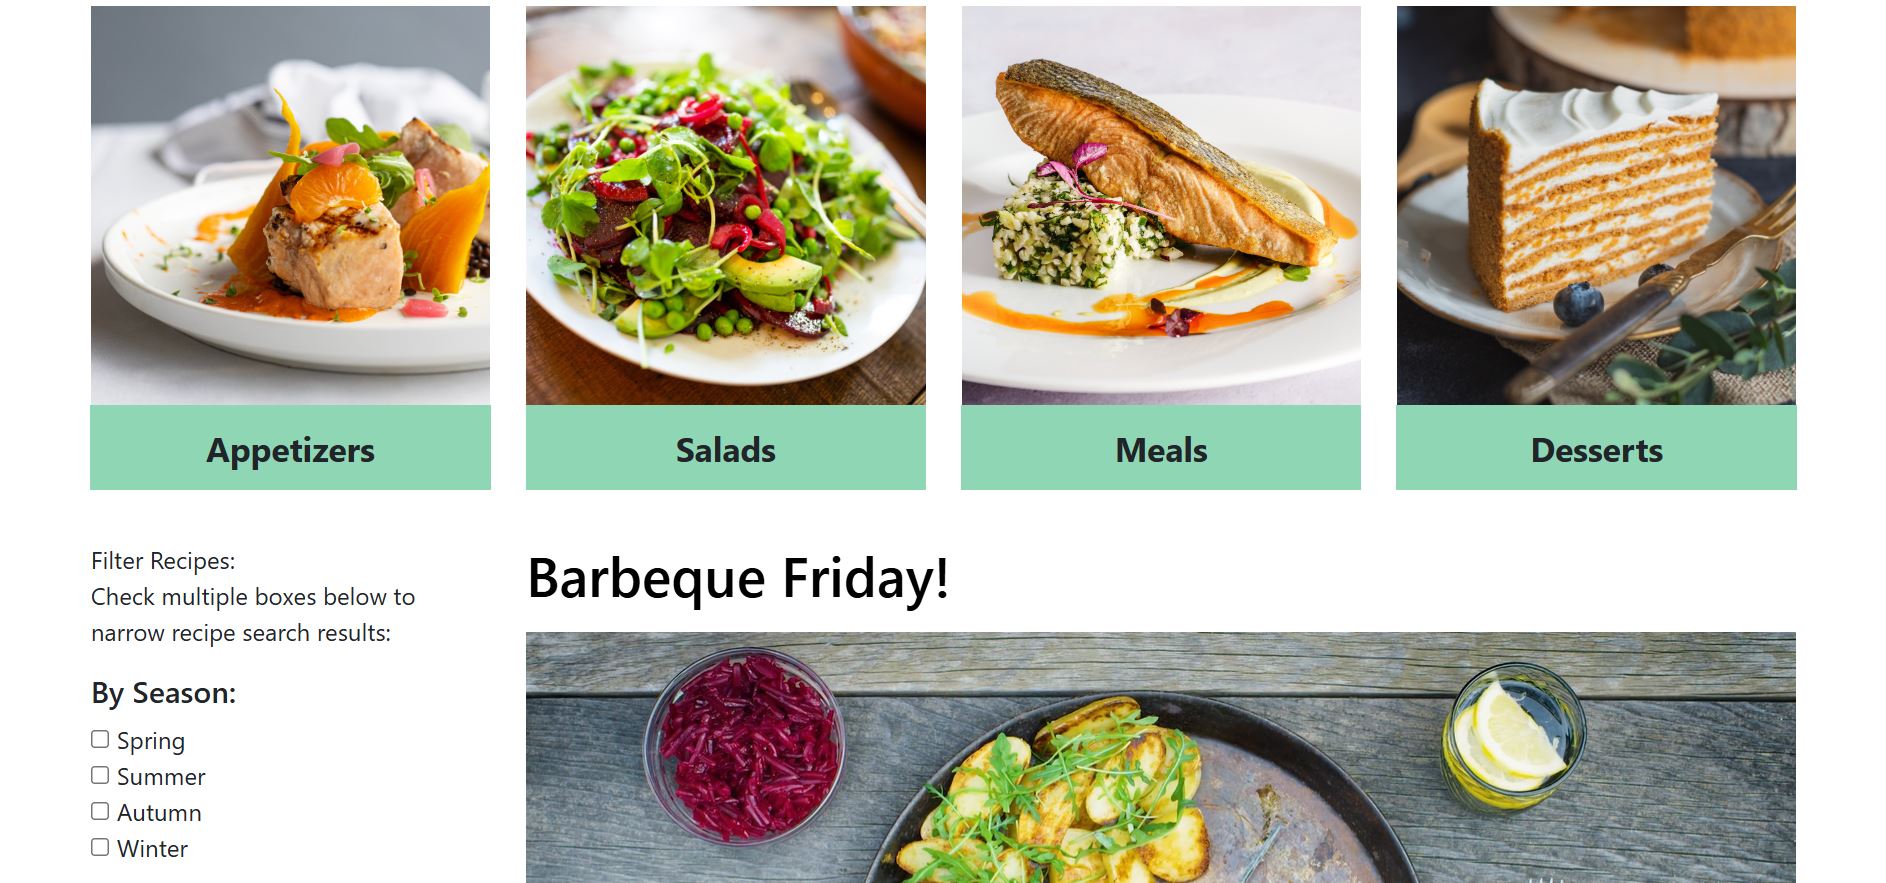 Appetizers
Salads
Meals
Desserts
Filter Recipes:
Check multiple boxes below to
narrow recipe search results:
By Season:
Spring
Summer
Autumn
Winter
Barbeque Friday!